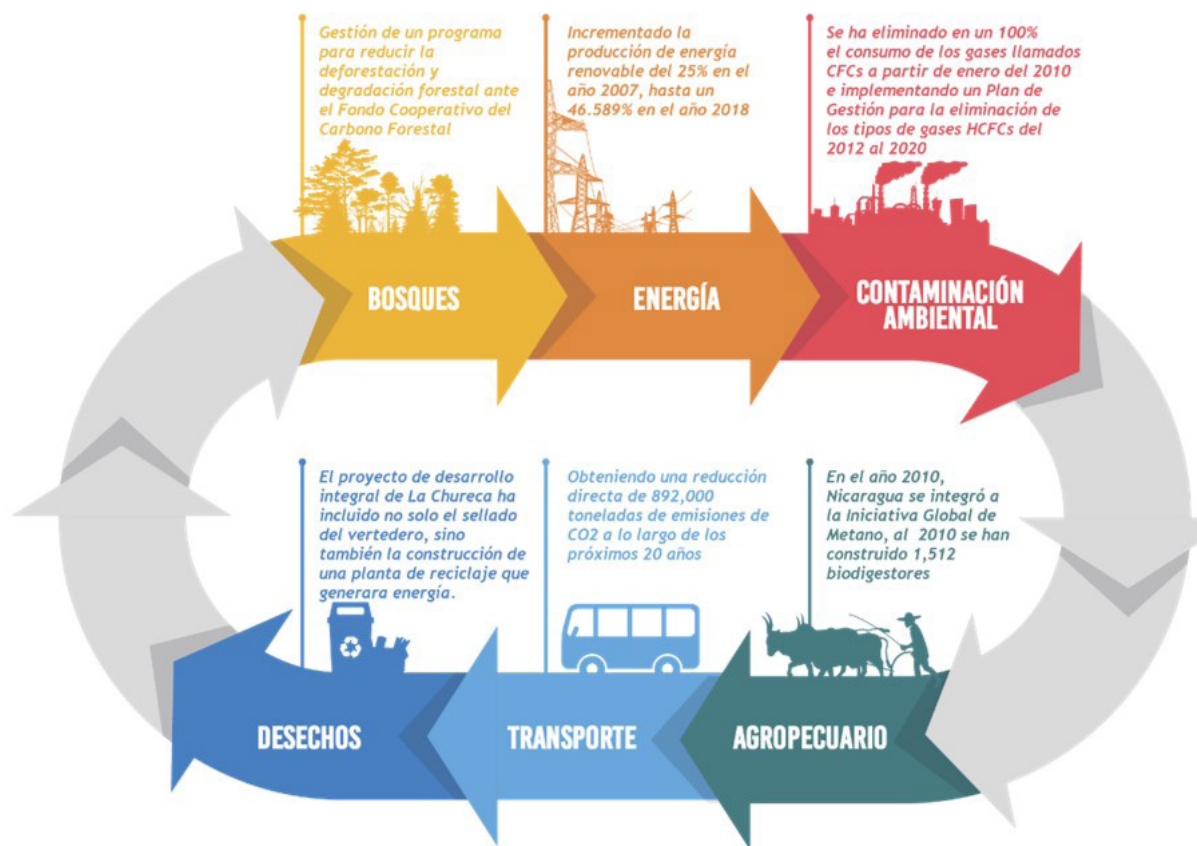 Gestión de un programa
para reducir la
deforestación y
degradación forestal ante
el Fondo Cooperativo del
Carbono Forestal
Incrementado la
producción de energía
renovable del 25% en el
año 2007, hasta un
46.589% en el año 2018
Se ha eliminado en un 100%
el consumo de los gases llamados
CFCs a partir de enero del 2010
e implementando un Plan de
Gestión para la eliminación de
los tipos de gases HCFCs del
2012 al 2020
BOSQUES
ENERGÍA
CONTAMINACIÓN
AMBIENTAL
El proyecto de desarrollo
integral de La Chureca ha
incluido no solo el sellado
del vertedero, sino
también la construcción de
una planta de reciclaje que
generara energía.
Obteniendo una reducción
directa de 892,000
toneladas de emisiones de
CO2 a lo largo de los
próximos 20 años
En el año 2010,
Nicaragua se integró a
la Iniciativa Global de
Metano, al 2010 se han
construido 1,512
biodigestores
DESECHOS
TRANSPORTE
AGROPECUARIO